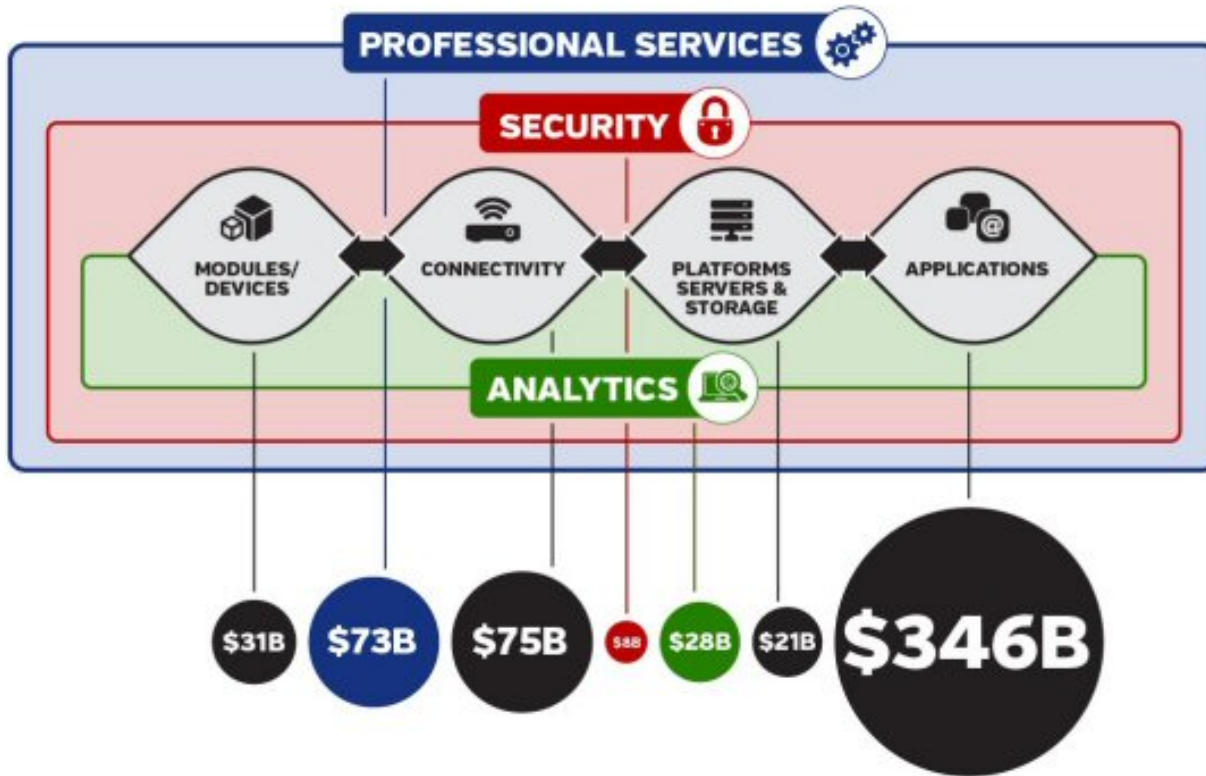 PROFESSIONAL SERVICES
SECURITY
MODULES/
DEVICES
CONNECTIVITY
PLATFORMS
SERVERS &
STORAGE
@
APPLICATIONS
ANALYTICS
$31B
$73B
$75B
$8B
$28B
$21B
$346B